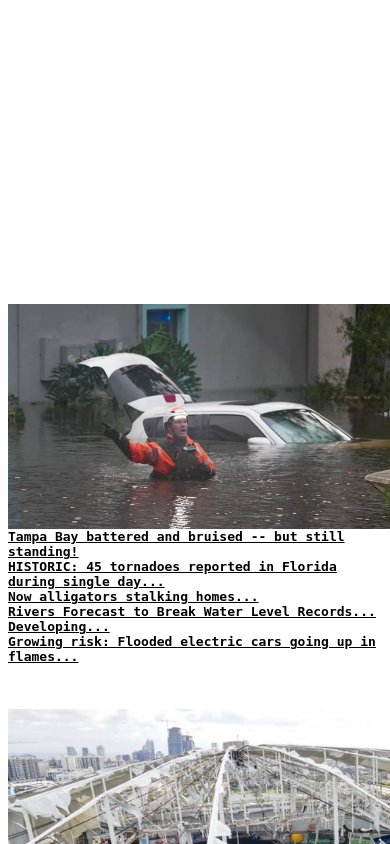 Tampa Bay battered and bruised -- but still
standing!
HISTORIC: 45 tornadoes reported in Florida
during single day...
Now alligators stalking homes...
Rivers Forecast to Break Water Level Records...
Developing...
Growing risk: Flooded electric cars going up in
flames...